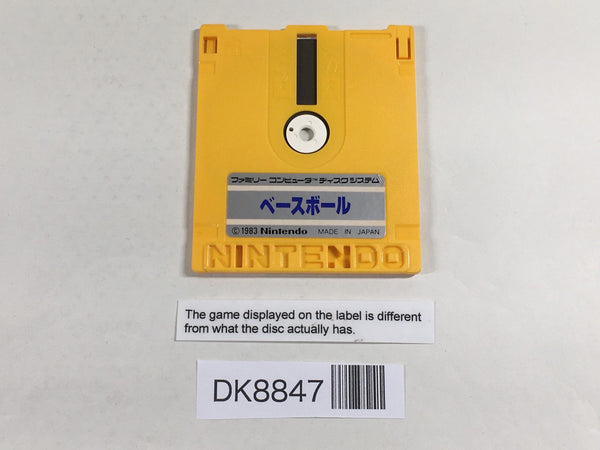 ファミリー コンピュータ™ ディスク システム
ベースボール
©1983 Nintendo MADE IN JAPAN
NINTENDO
The game displayed on the label is different
from what the disc actually has.
DK8847